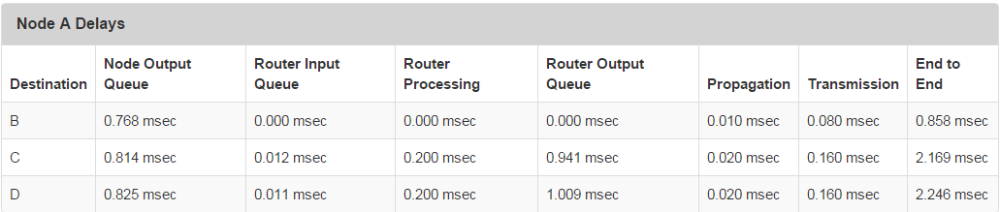 Node A Delays
Destination Node Output Queue Router Input Queue Router Processing Router Output Queue Propagation Transmission End to End
B 0.768 msec 0.000 msec 0.000 msec 0.000 msec 0.010 msec 0.080 msec 0.858 msec
C 0.814 msec 0.012 msec 0.200 msec 0.941 msec 0.020 msec 0.160 msec 2.169 msec
D 0.825 msec 0.011 msec 0.200 msec 1.009 msec 0.020 msec 0.160 msec 2.246 msec